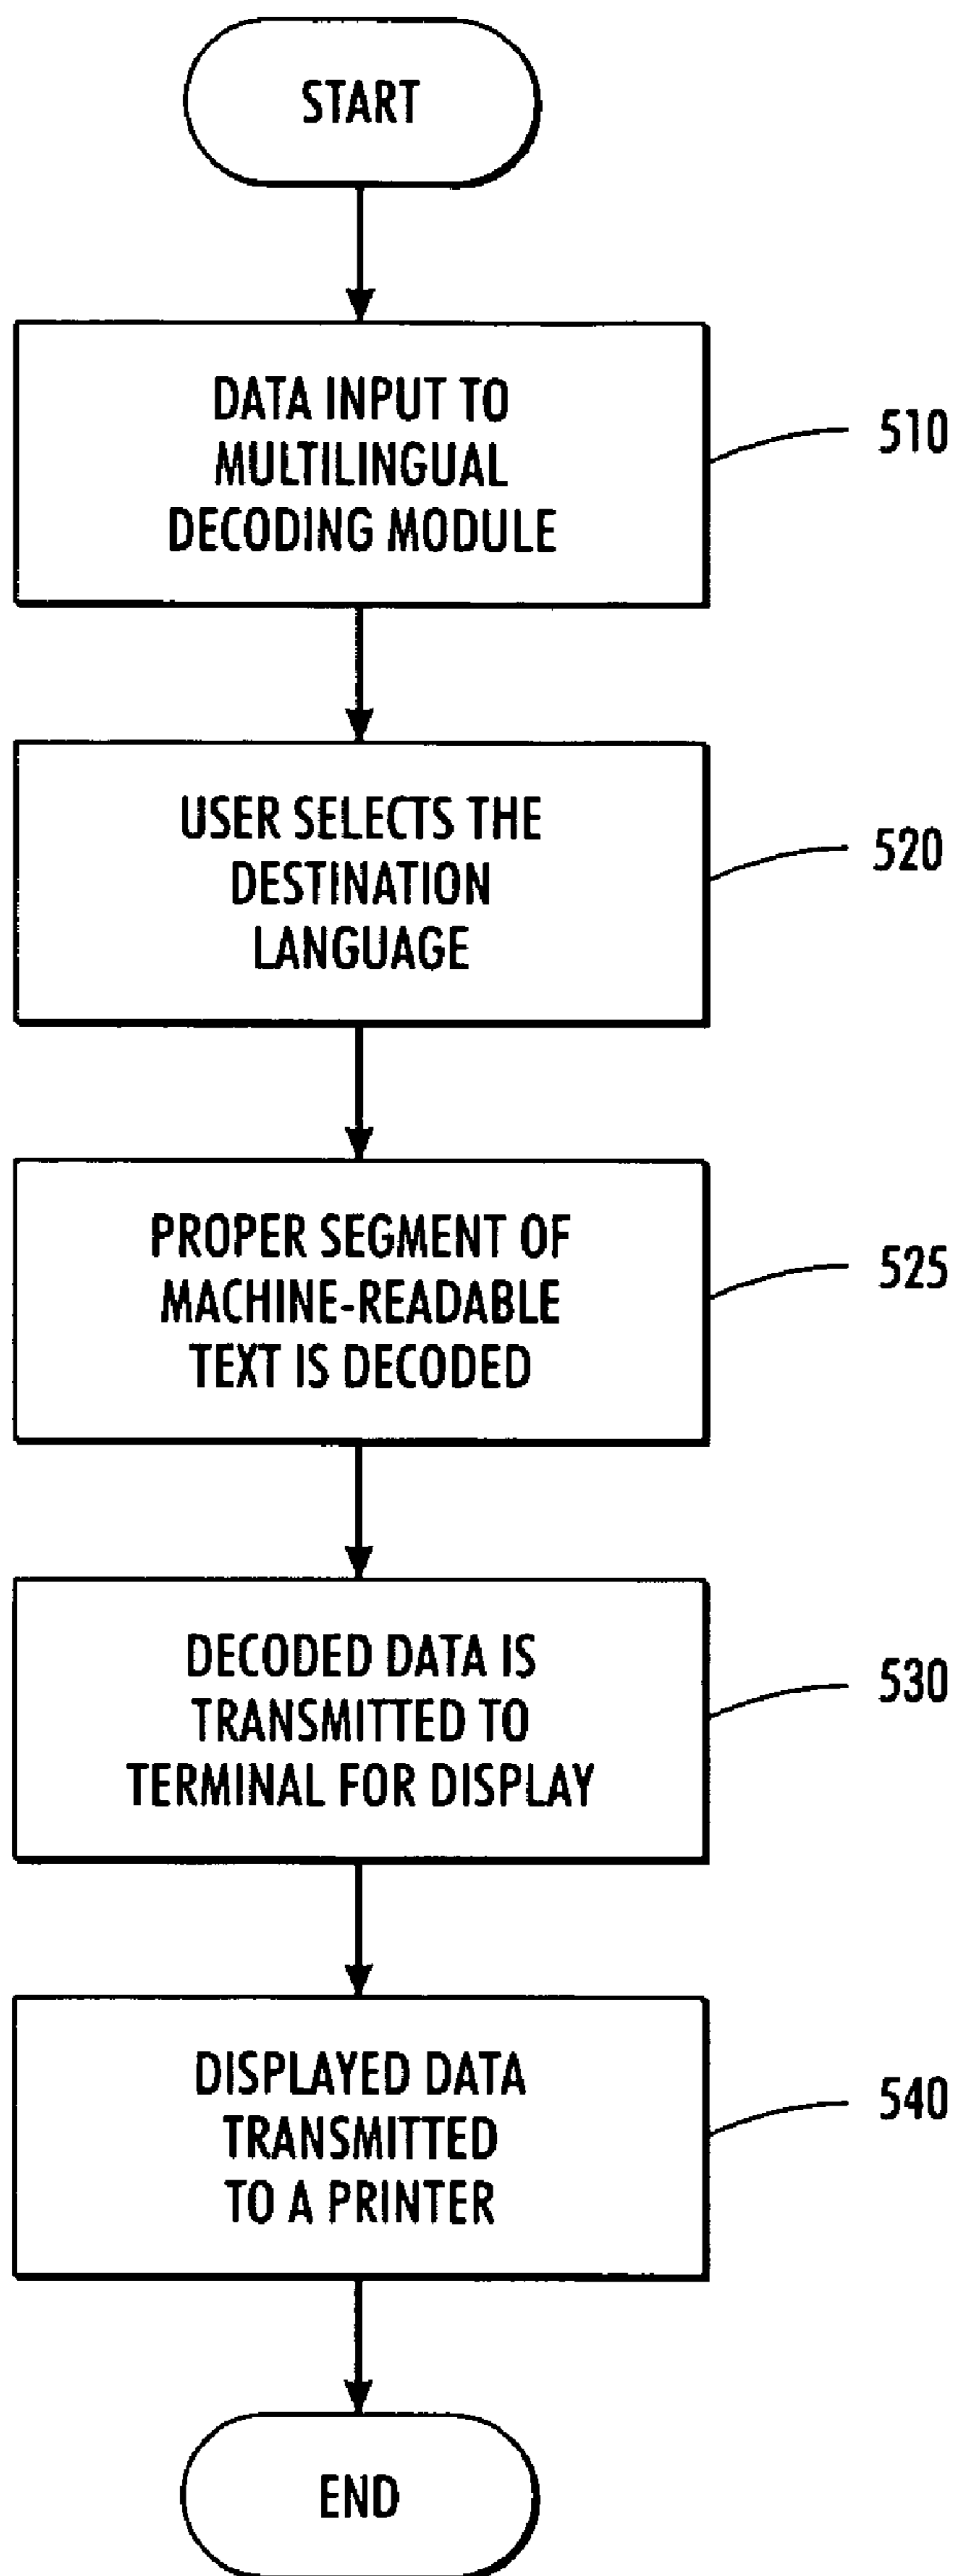 START
DATA INPUT TO
MULTILINGUAL
DECODING MODULE
510
USER SELECTS THE
DESTINATION
LANGUAGE
520
PROPER SEGMENT OF
MACHINE-READABLE
TEXT IS DECODED
525
DECODED DATA IS
TRANSMITTED TO
TERMINAL FOR DISPLAY
530
DISPLAYED DATA
TRANSMITTED
TO A PRINTER
540
END